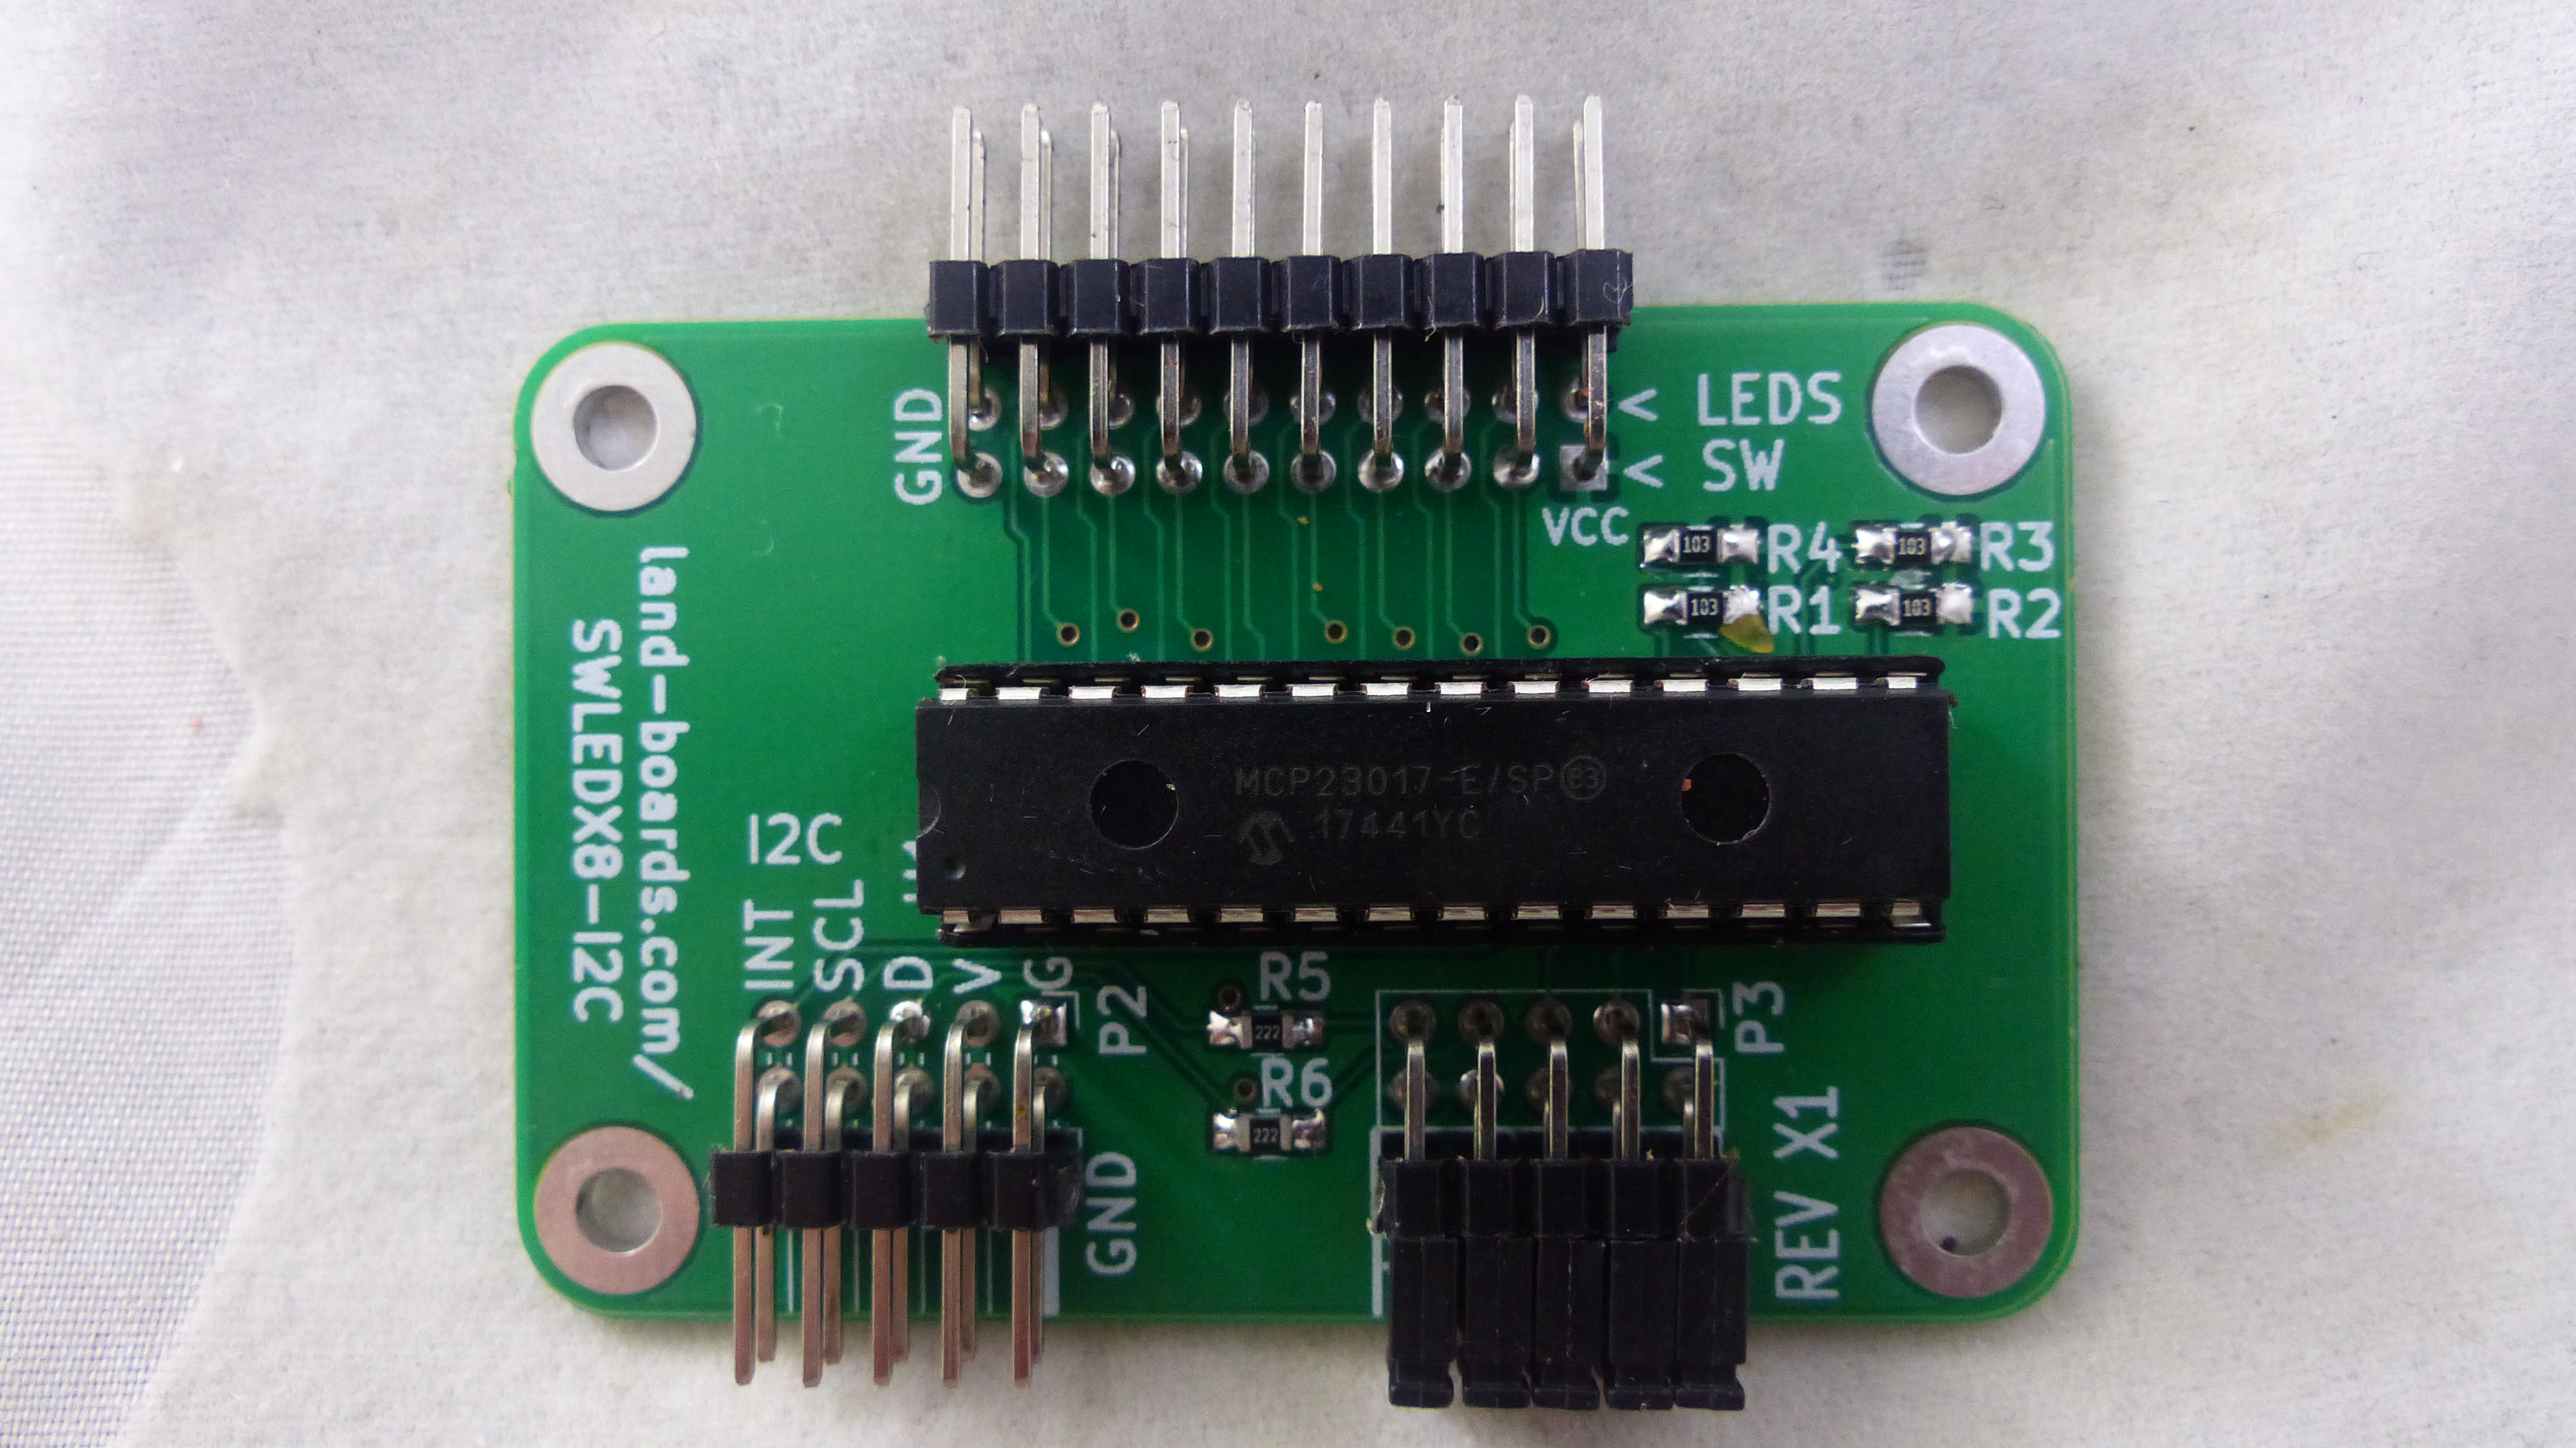 < LEDS
GND
< SW
VCC
103 R4 103 R3
103 R1 103 R2
land-boards.com/
SWLEDX8-I2C
MCP23017-E/SP e3
17441YC
I2C
INT SCL D V G
P2
R5
222
R6
222
P3
GND
REV X1